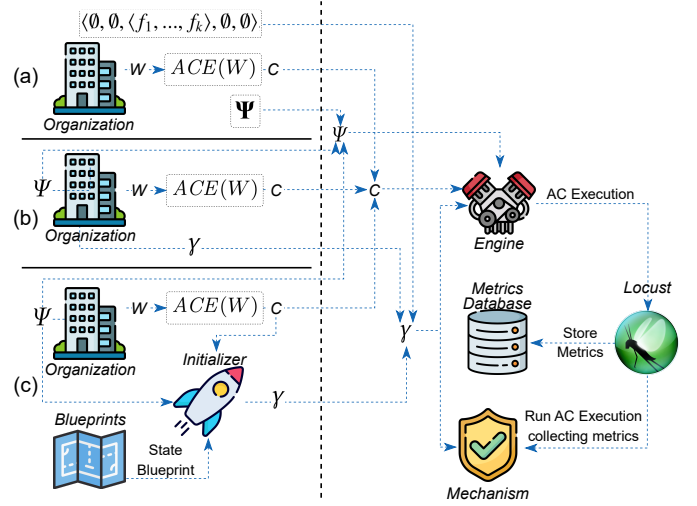 ⟨∅, ∅, ⟨f₁, ..., fₖ⟩, ∅, ∅⟩
(a)
W
ACE(W)
C
Ψ
Organization
Ψ
Ψ
W
ACE(W)
C
C
(b)
Organization
γ
Engine
AC Execution
Ψ
W
ACE(W)
C
Organization
Metrics
Database
Locust
γ
Store
Metrics
Initializer
(c)
γ
Blueprints
State
Blueprint
Run AC Execution
collecting metrics
Mechanism